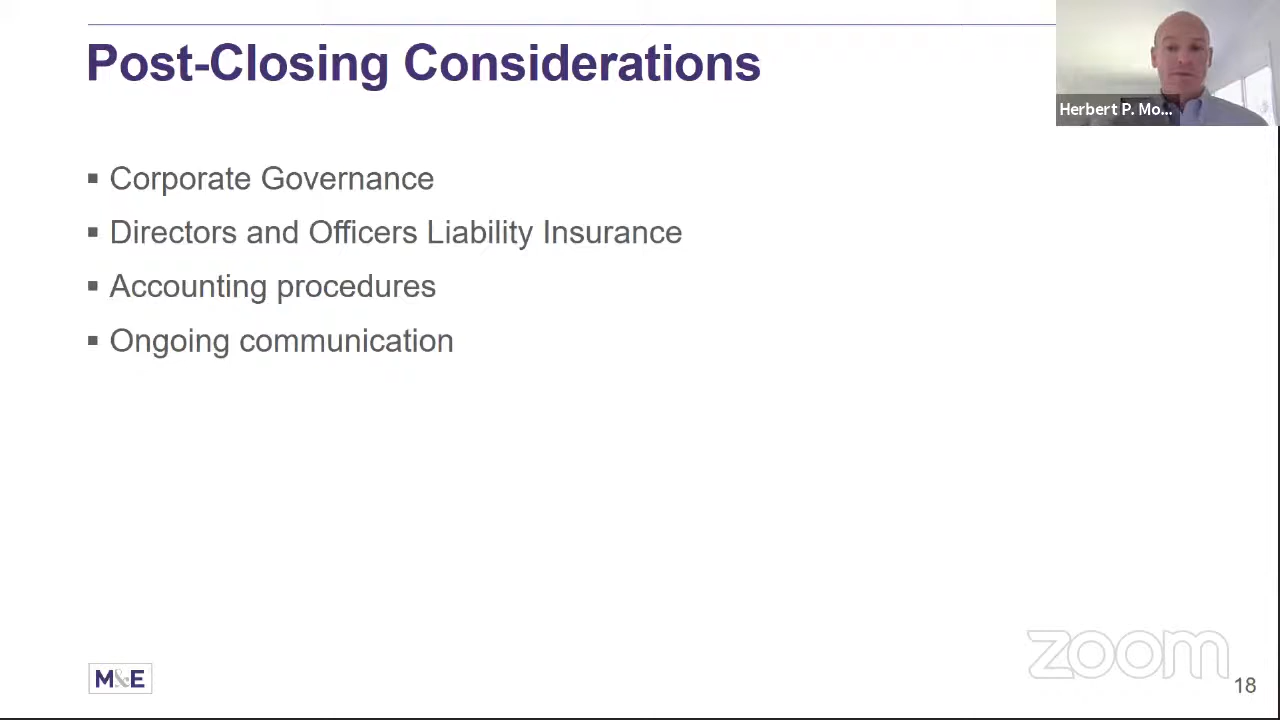 Post-Closing Considerations
Herbert P. Mo...
▪ Corporate Governance
▪ Directors and Officers Liability Insurance
▪ Accounting procedures
▪ Ongoing communication
M&E
zoom
18